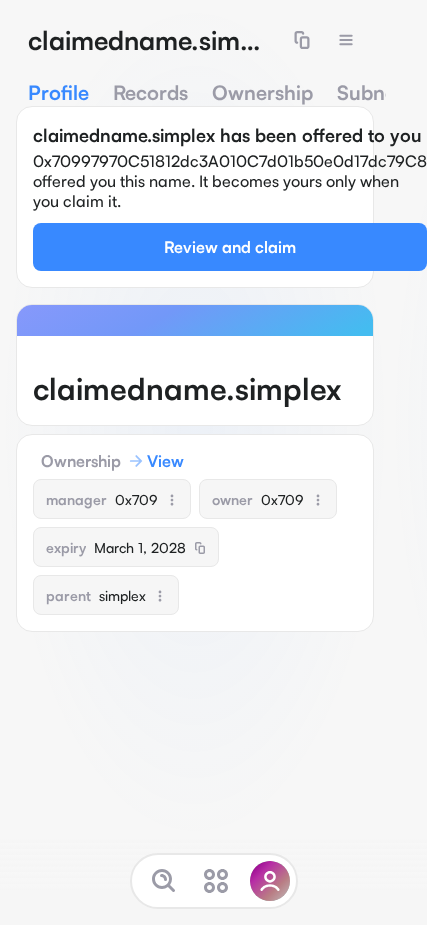 claimedname.sim...
Profile Records Ownership Subn
claimedname.simplex has been offered to you
0x70997970C51812dc3A010C7d01b50e0d17dc79C8
offered you this name. It becomes yours only when
you claim it.
Review and claim
claimedname.simplex
Ownership → View
manager 0x709 owner 0x709
expiry March 1, 2028
parent simplex